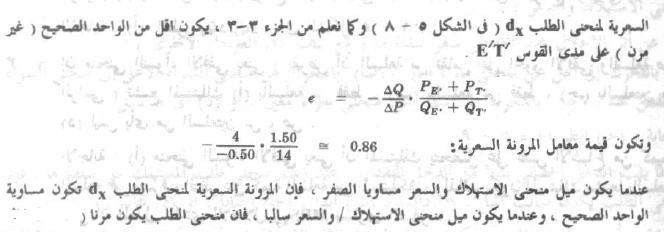 السعرية لمنحنى الطلب dx ( فى الشكل ٥ – ٨ ) وكما نعلم من الجزء ٣–٣ ، يكون اقل من الواحد الصحيح ( غير
مرن ) على مدى القوس E'T' .
e = – ΔQ/ΔP · (PE' + PT')/(QE' + QT')
وتكون قيمة معامل المرونة السعرية: – 4/–0.50 · 1.50/14 ≅ 0.86
عندما يكون ميل منحنى الاستهلاك والسعر مساويا الصفر ، فإن المرونة السعرية لمنحنى الطلب dx تكون مساوية
الواحد الصحيح ، وعندما يكون ميل منحنى الاستهلاك / والسعر سالبا ، فان منحنى الطلب يكون مرنا (